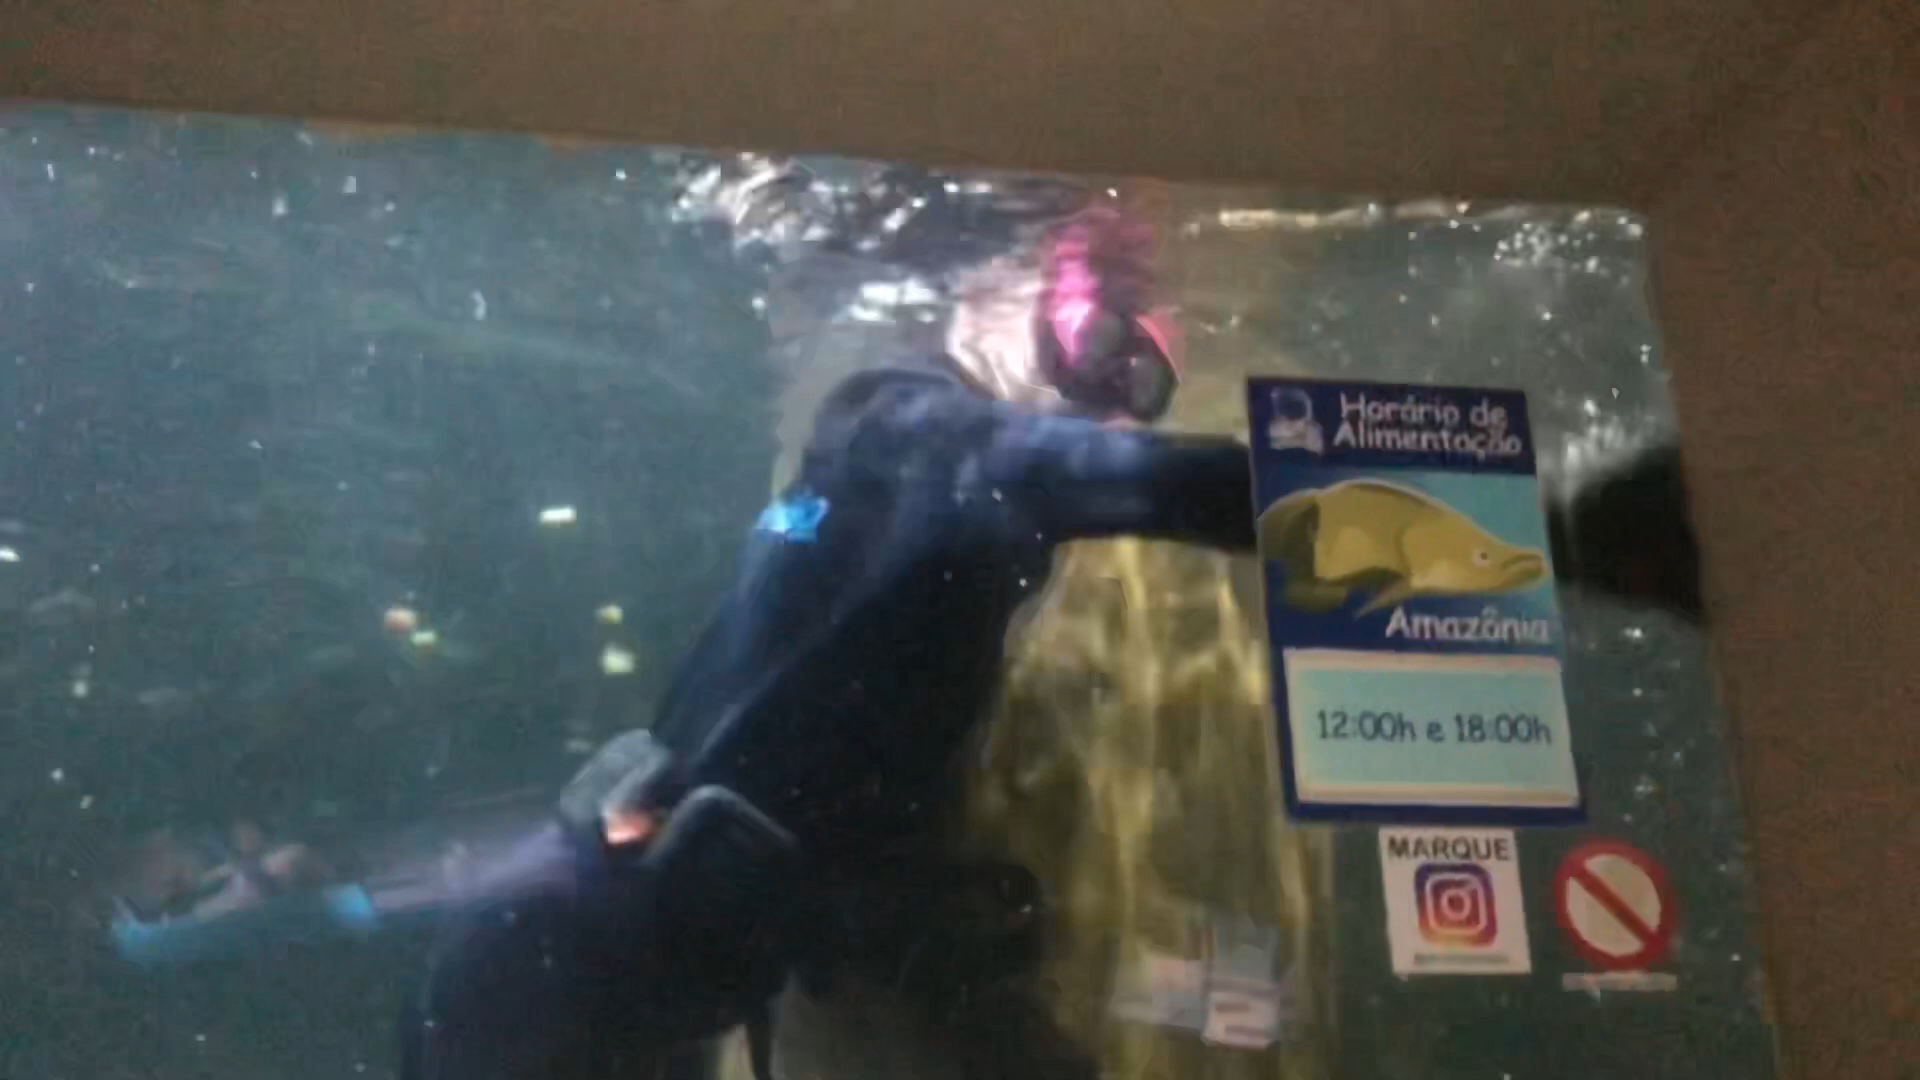 Horário de
Alimentação
Amazônia
12:00h e 18:00h
MARQUE